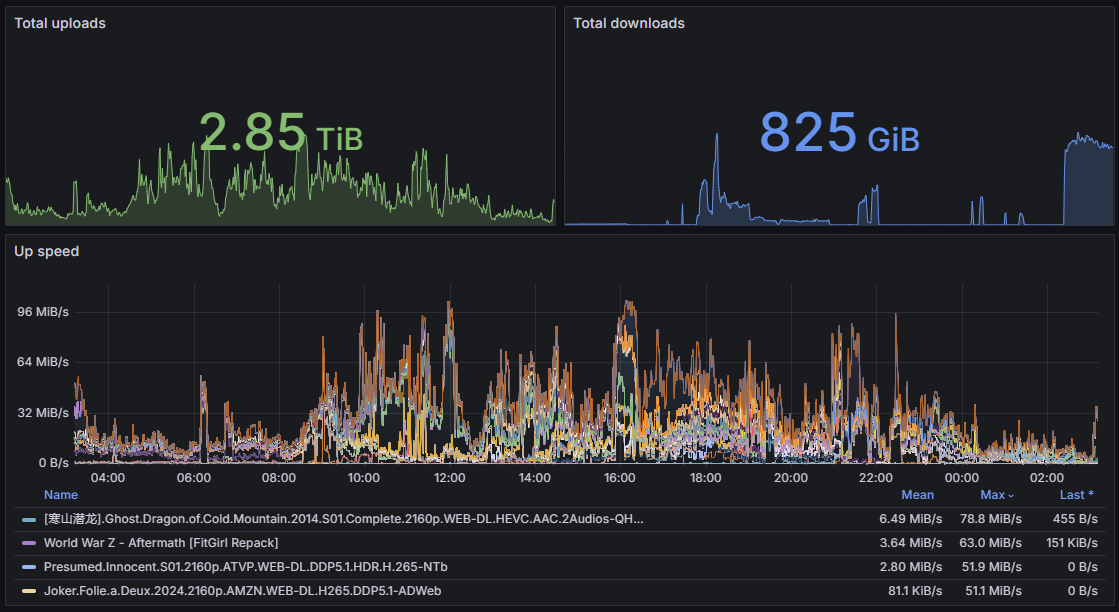 Total uploads
Total downloads
2.85 TiB
825 GiB
Up speed
96 MiB/s
64 MiB/s
32 MiB/s
0 B/s
04:00 06:00 08:00 10:00 12:00 14:00 16:00 18:00 20:00 22:00 00:00 02:00
Name Mean Max Last *
[寒山潜龙].Ghost.Dragon.of.Cold.Mountain.2014.S01.Complete.2160p.WEB-DL.HEVC.AAC.2Audios-QH... 6.49 MiB/s 78.8 MiB/s 455 B/s
World War Z - Aftermath [FitGirl Repack] 3.64 MiB/s 63.0 MiB/s 151 KiB/s
Presumed.Innocent.S01.2160p.ATVP.WEB-DL.DDP5.1.HDR.H.265-NTb 2.80 MiB/s 51.9 MiB/s 0 B/s
Joker.Folie.a.Deux.2024.2160p.AMZN.WEB-DL.H265.DDP5.1-ADWeb 81.1 KiB/s 51.1 MiB/s 0 B/s